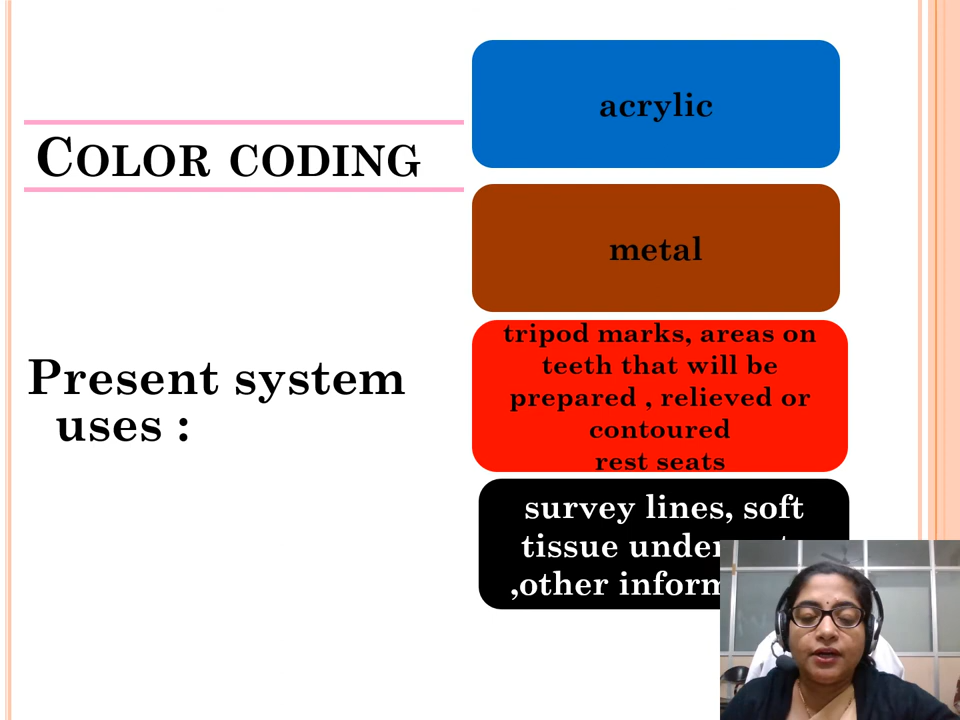 COLOR CODING
Present system
uses :
acrylic
metal
tripod marks, areas on
teeth that will be
prepared , relieved or
contoured
rest seats
survey lines, soft
tissue
,other